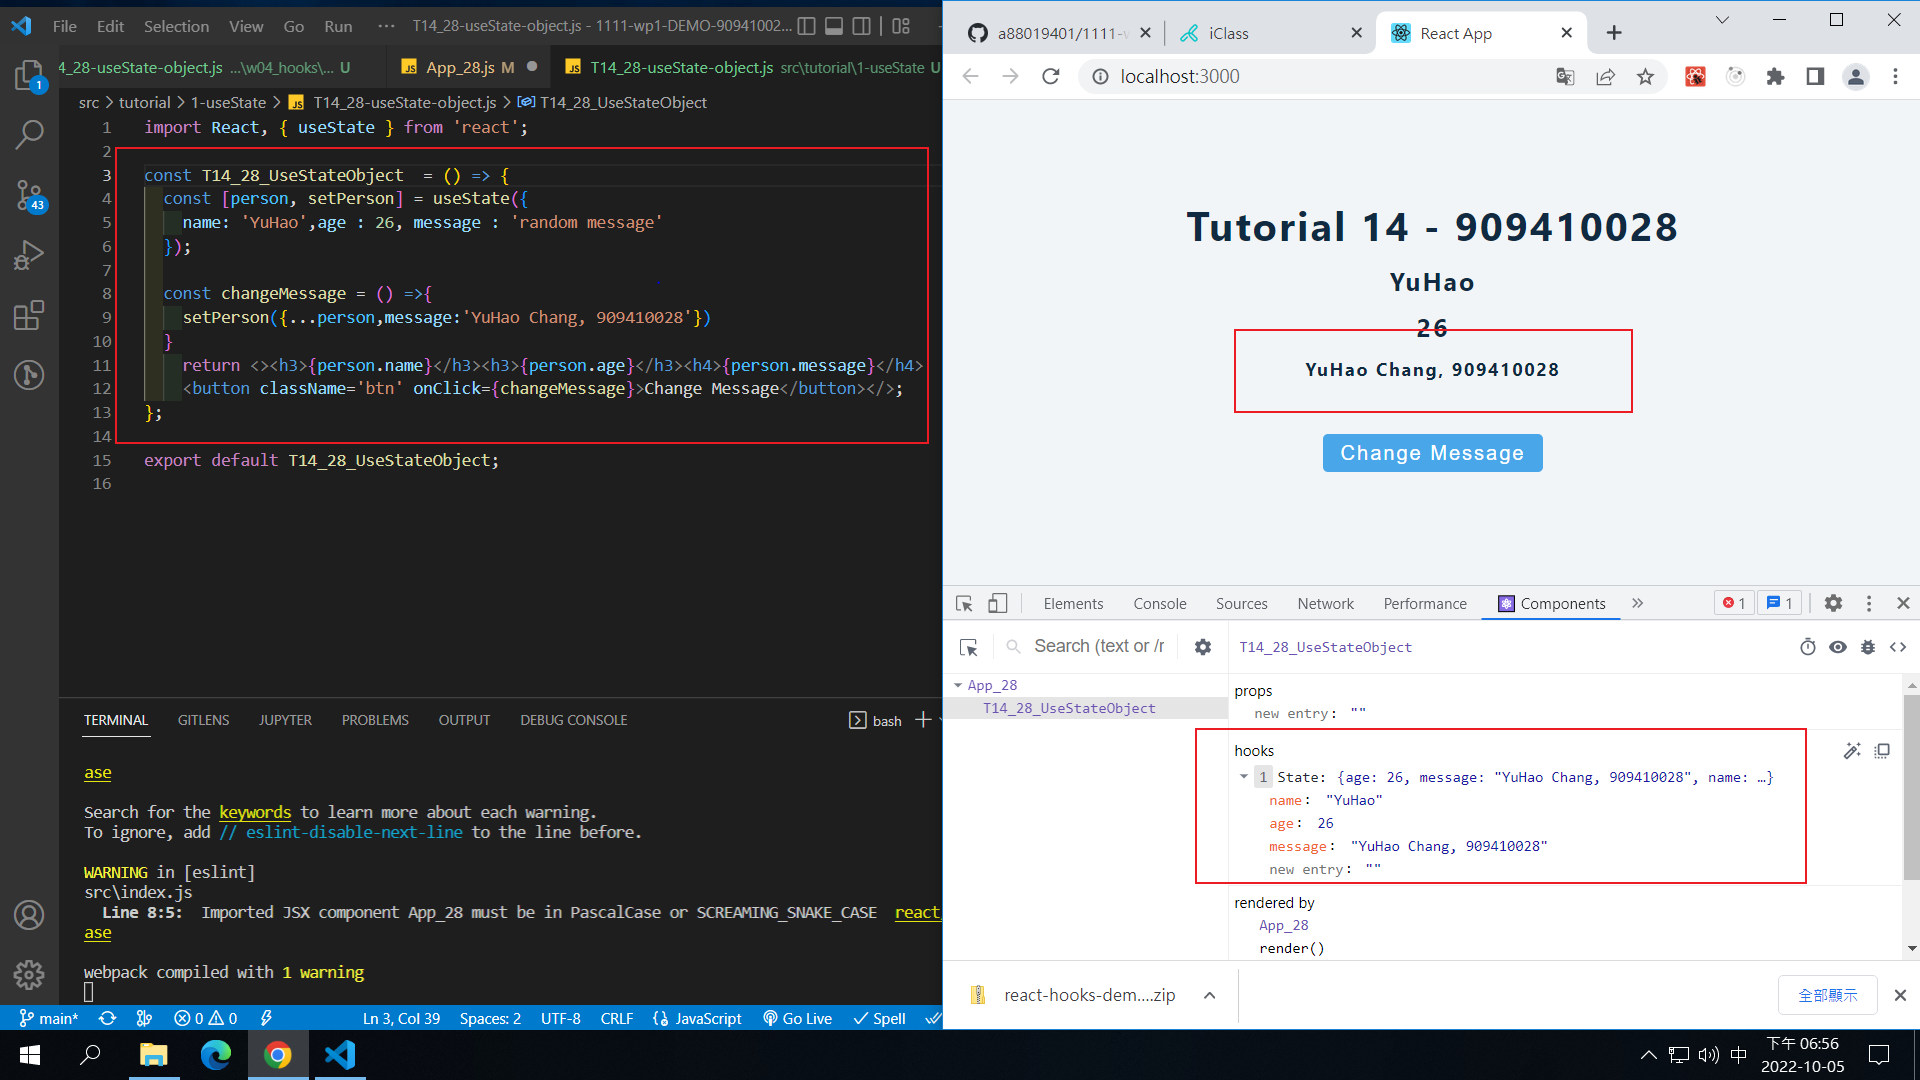 File Edit Selection View Go Run ··· T14_28-useState-object.js - 1111-wp1-DEMO-90941002...
4_28-useState-object.js ...\w04_hooks\... U App_28.js M T14_28-useState-object.js src\tutorial\1-useState U
src > tutorial > 1-useState > T14_28-useState-object.js > T14_28_UseStateObject
1 import React, { useState } from 'react';
2
3 const T14_28_UseStateObject = () => {
4 const [person, setPerson] = useState({
5 name: 'YuHao',age : 26, message : 'random message'
6 });
7
8 const changeMessage = () =>{
9 setPerson({...person,message:'YuHao Chang, 909410028'})
10 }
11 return <><h3>{person.name}</h3><h3>{person.age}</h3><h4>{person.message}</h4>
12 <button className='btn' onClick={changeMessage}>Change Message</button></>;
13 };
14
15 export default T14_28_UseStateObject;
16
1
43
TERMINAL GITLENS JUPYTER PROBLEMS OUTPUT DEBUG CONSOLE bash
ase
Search for the keywords to learn more about each warning.
To ignore, add // eslint-disable-next-line to the line before.
WARNING in [eslint]
src\index.js
Line 8:5: Imported JSX component App_28 must be in PascalCase or SCREAMING_SNAKE_CASE react/
ase
webpack compiled with 1 warning
main* 0 0 Ln 3, Col 39 Spaces: 2 UTF-8 CRLF JavaScript Go Live Spell
a88019401/1111-w iClass React App
localhost:3000
Tutorial 14 - 909410028
YuHao
26
YuHao Chang, 909410028
Change Message
Elements Console Sources Network Performance Components 1 1
Search (text or /r T14_28_UseStateObject
App_28
T14_28_UseStateObject
props
new entry: ""
hooks
1 State: {age: 26, message: "YuHao Chang, 909410028", name: …}
name: "YuHao"
age: 26
message: "YuHao Chang, 909410028"
new entry: ""
rendered by
App_28
render()
react-hooks-dem....zip 全部顯示
中 下午 06:56
2022-10-05